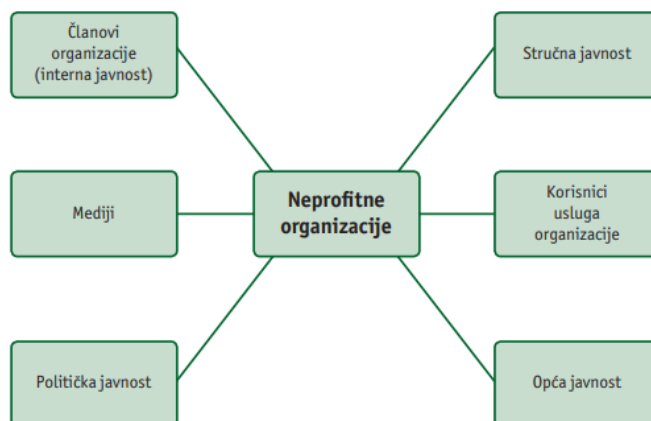 Članovi
organizacije
(interna javnost)
Stručna javnost
Mediji
Neprofitne
organizacije
Korisnici
usluga
organizacije
Politička javnost
Opća javnost